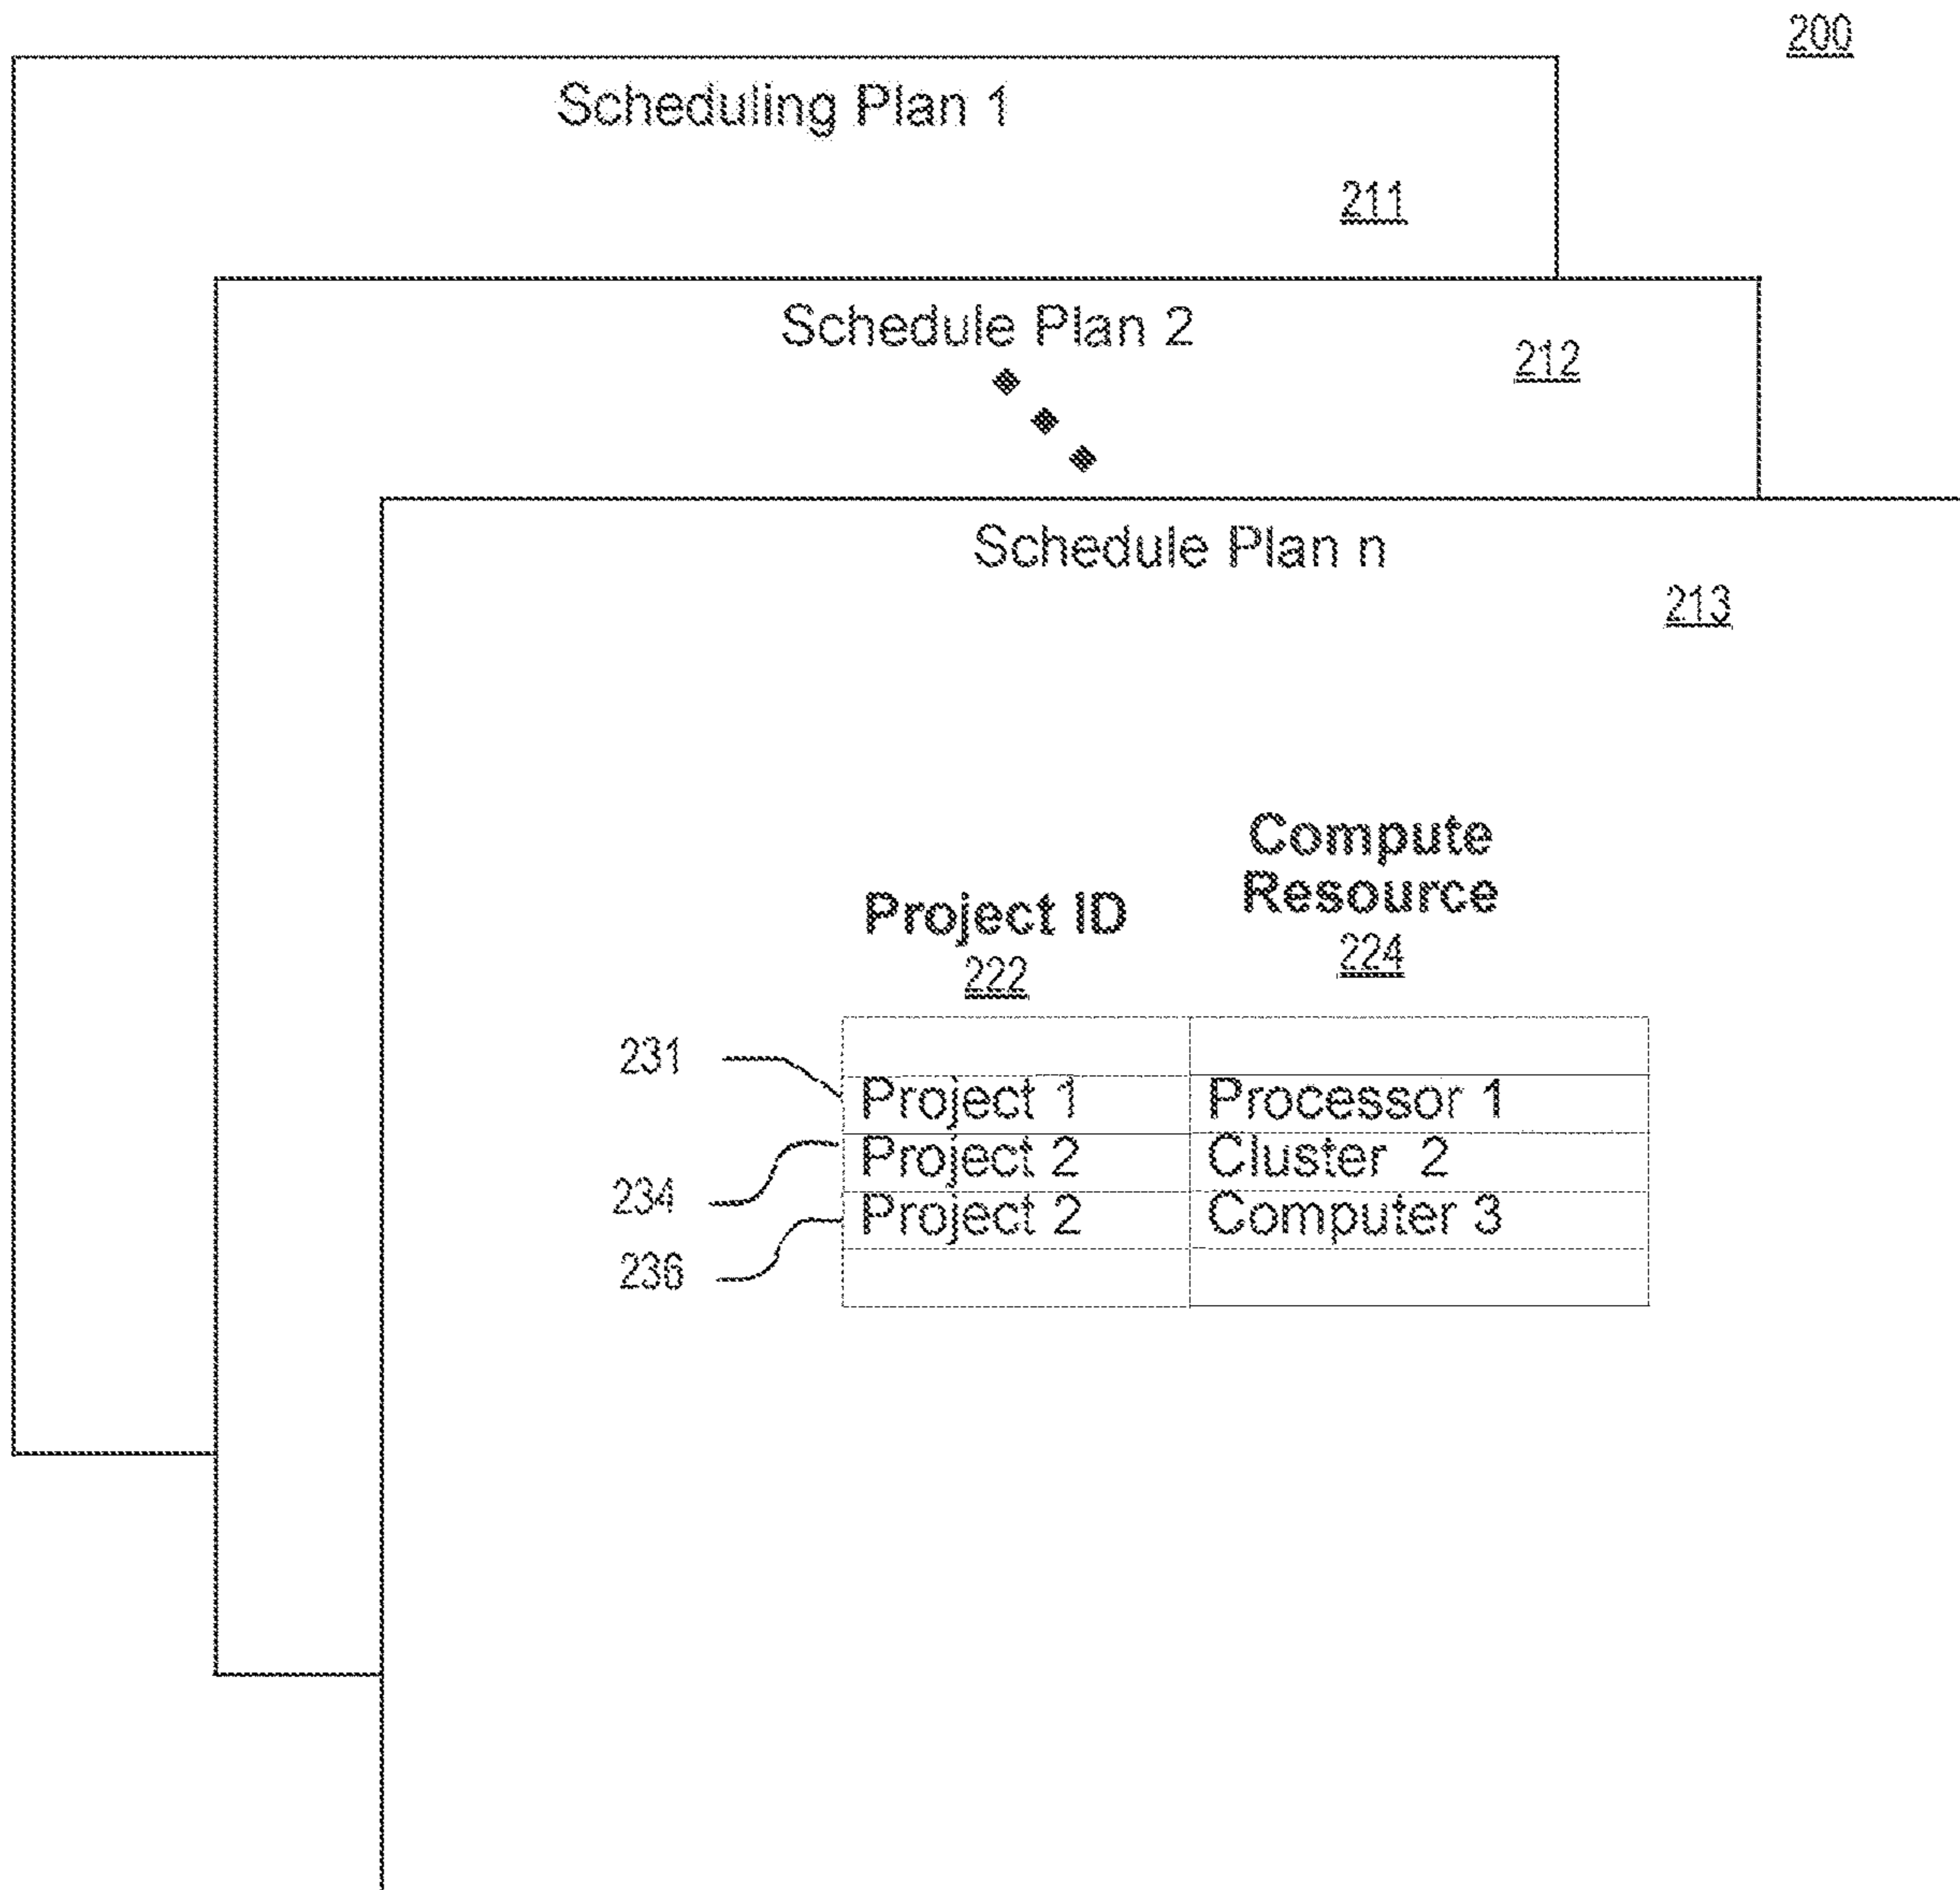 200
Scheduling Plan 1
211
Schedule Plan 2
212
Schedule Plan n
213
Compute
Resource
Project ID
224
222
231
Project 1 Processor 1
Project 2 Cluster 2
234
Project 2 Computer 3
236